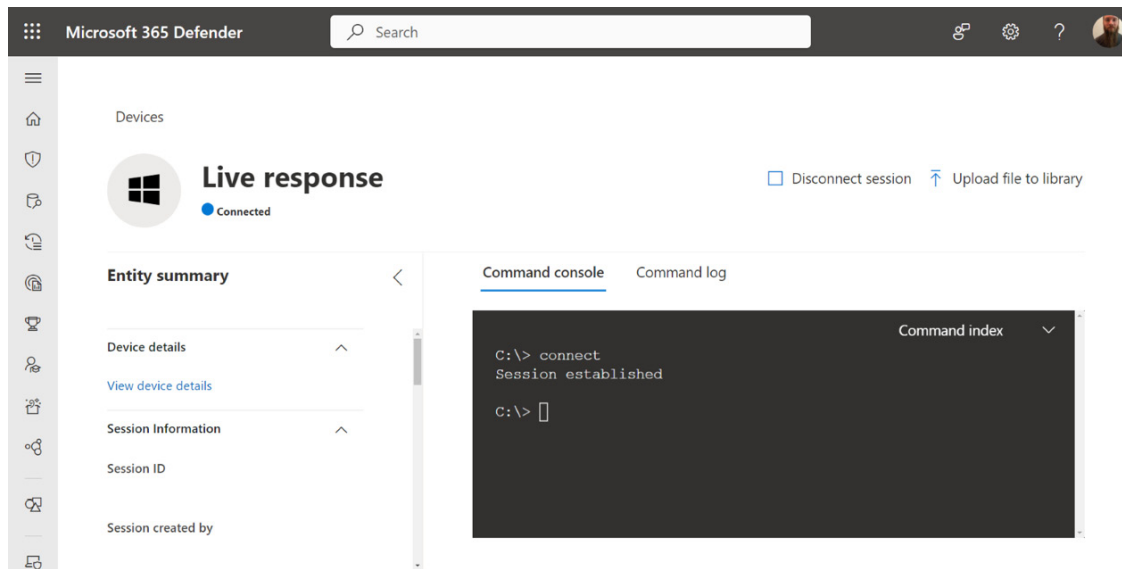 Microsoft 365 Defender
Search
?
Devices
Live response
Connected
Disconnect session
Upload file to library
Entity summary
Command console
Command log
Device details
View device details
Session Information
Session ID
Session created by
Command index
C:\> connect
Session established
C:\>